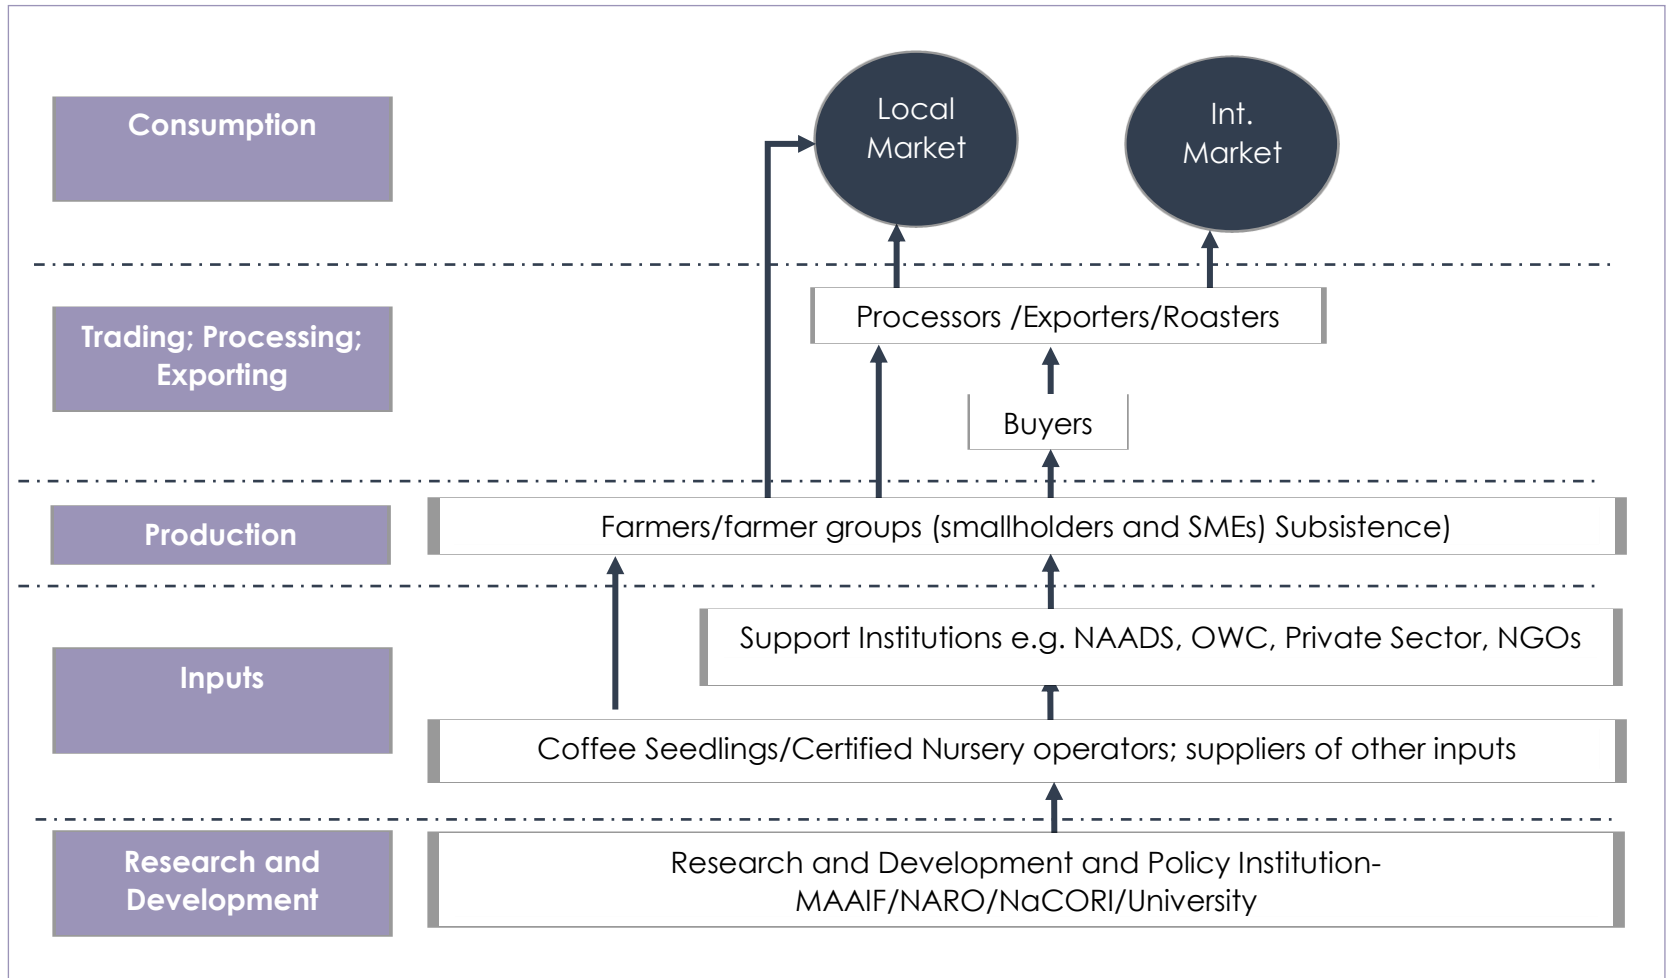 Consumption
Local
Market
Int.
Market
Trading; Processing;
Exporting
Processors /Exporters/Roasters
Buyers
Production
Farmers/farmer groups (smallholders and SMEs) Subsistence)
Inputs
Support Institutions e.g. NAADS, OWC, Private Sector, NGOs
Coffee Seedlings/Certified Nursery operators; suppliers of other inputs
Research and
Development
Research and Development and Policy Institution-
MAAIF/NARO/NaCORI/University